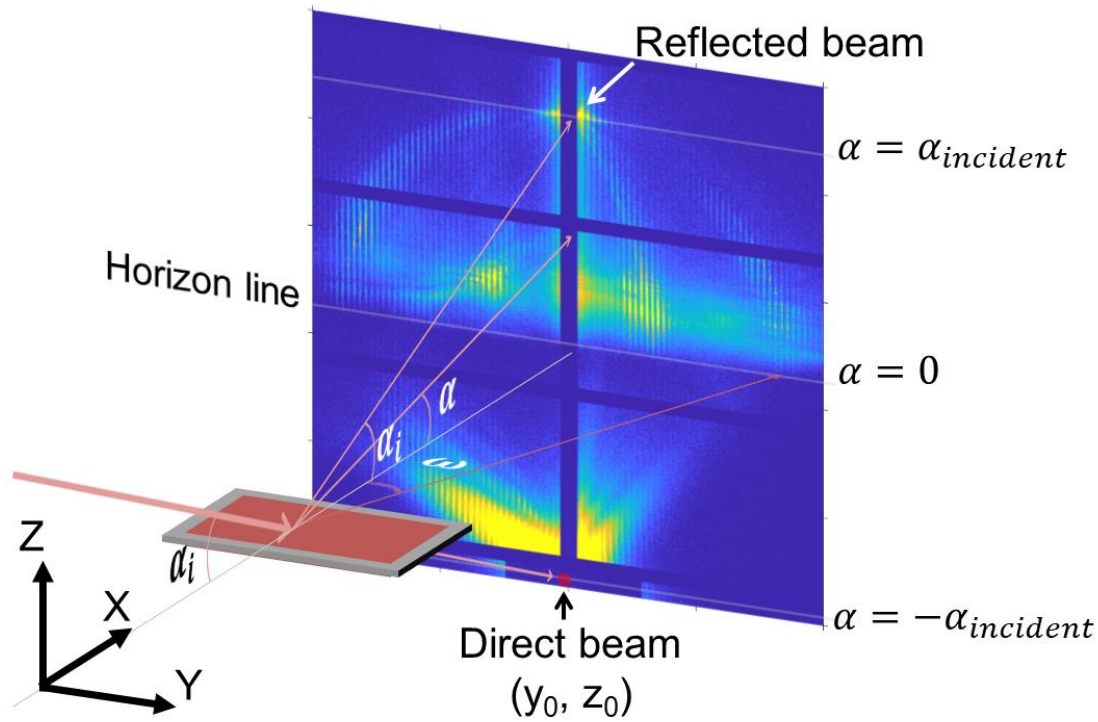 Reflected beam
α = α_incident
Horizon line
α = 0
α
α_i
ω
α_i
Z
X
Y
α = −α_incident
Direct beam
(y₀, z₀)